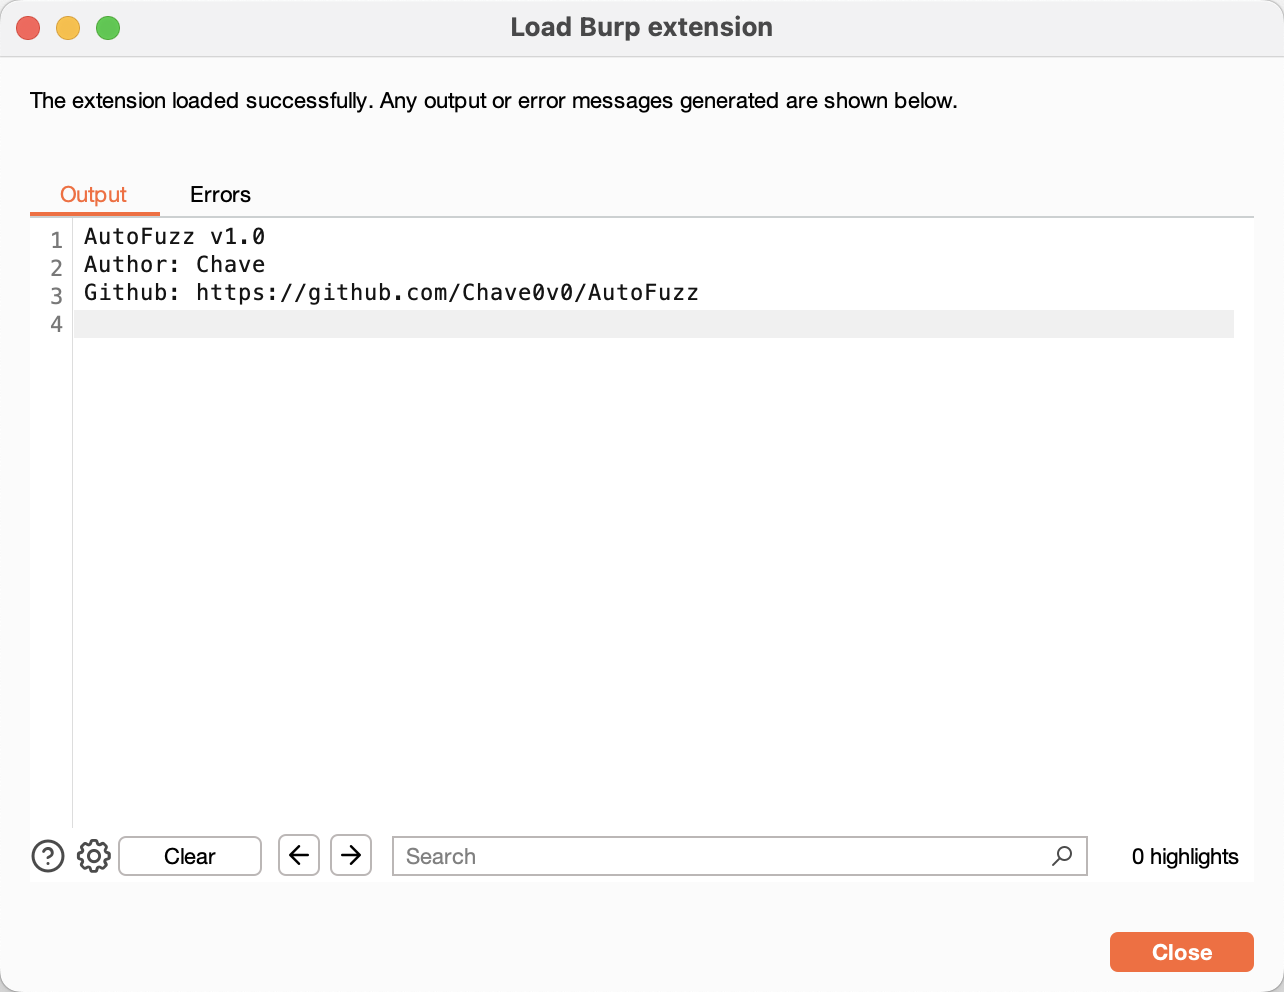 Load Burp extension
The extension loaded successfully. Any output or error messages generated are shown below.
Output Errors
1 AutoFuzz v1.0
2 Author: Chave
3 Github: https://github.com/Chave0v0/AutoFuzz
4
? Clear ← → Search 0 highlights
Close